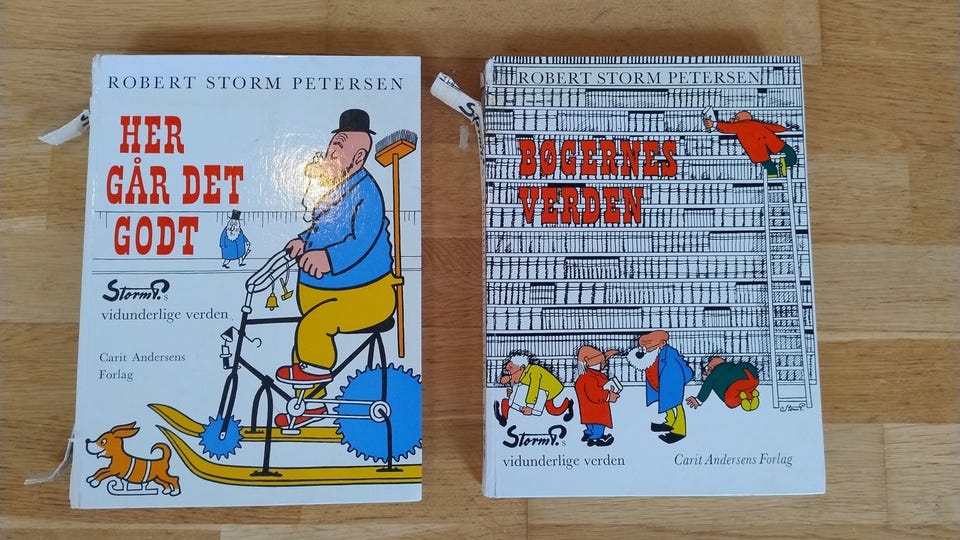 ROBERT STORM PETERSEN
HER
GÅR DET
GODT
Storm P.s
vidunderlige verden
Carit Andersens
Forlag
ROBERT STORM PETERSEN
BØGERNES
VERDEN
Storm P.s
vidunderlige verden
Carit Andersens Forlag